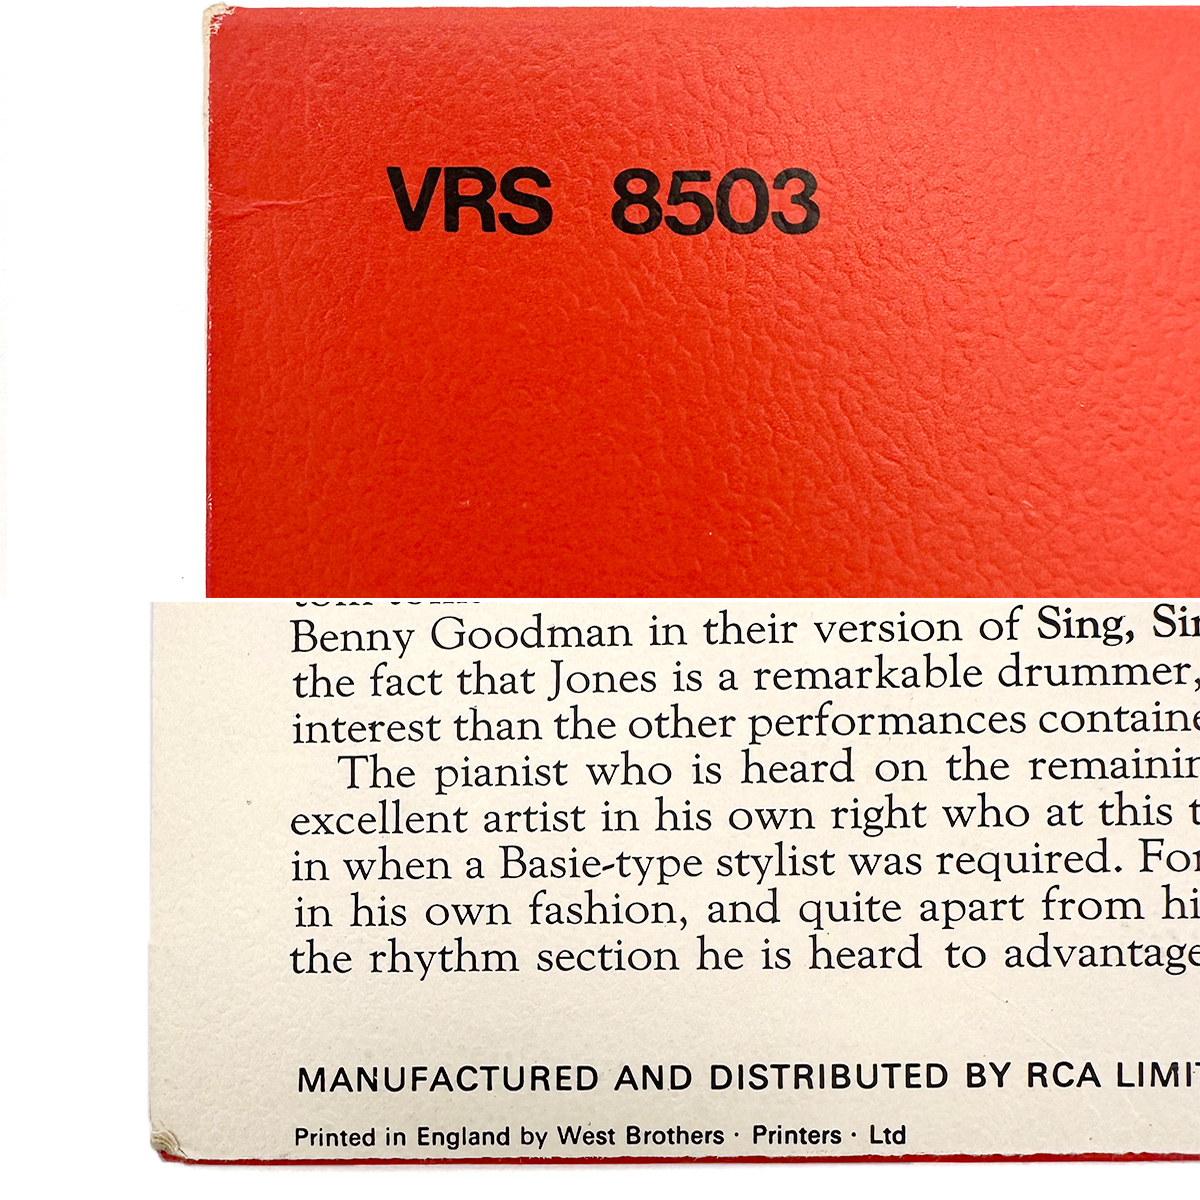 VRS 8503
Benny Goodman in their version of Sing,
the fact that Jones is a remarkable drummer,
interest than the other performances
The pianist who is heard on the
excellent artist in his own right who at this
in when a Basie-type stylist was required.
in his own fashion, and quite apart from
the rhythm section he is heard to advantage
MANUFACTURED AND DISTRIBUTED BY RCA
Printed in England by West Brothers · Printers · Ltd